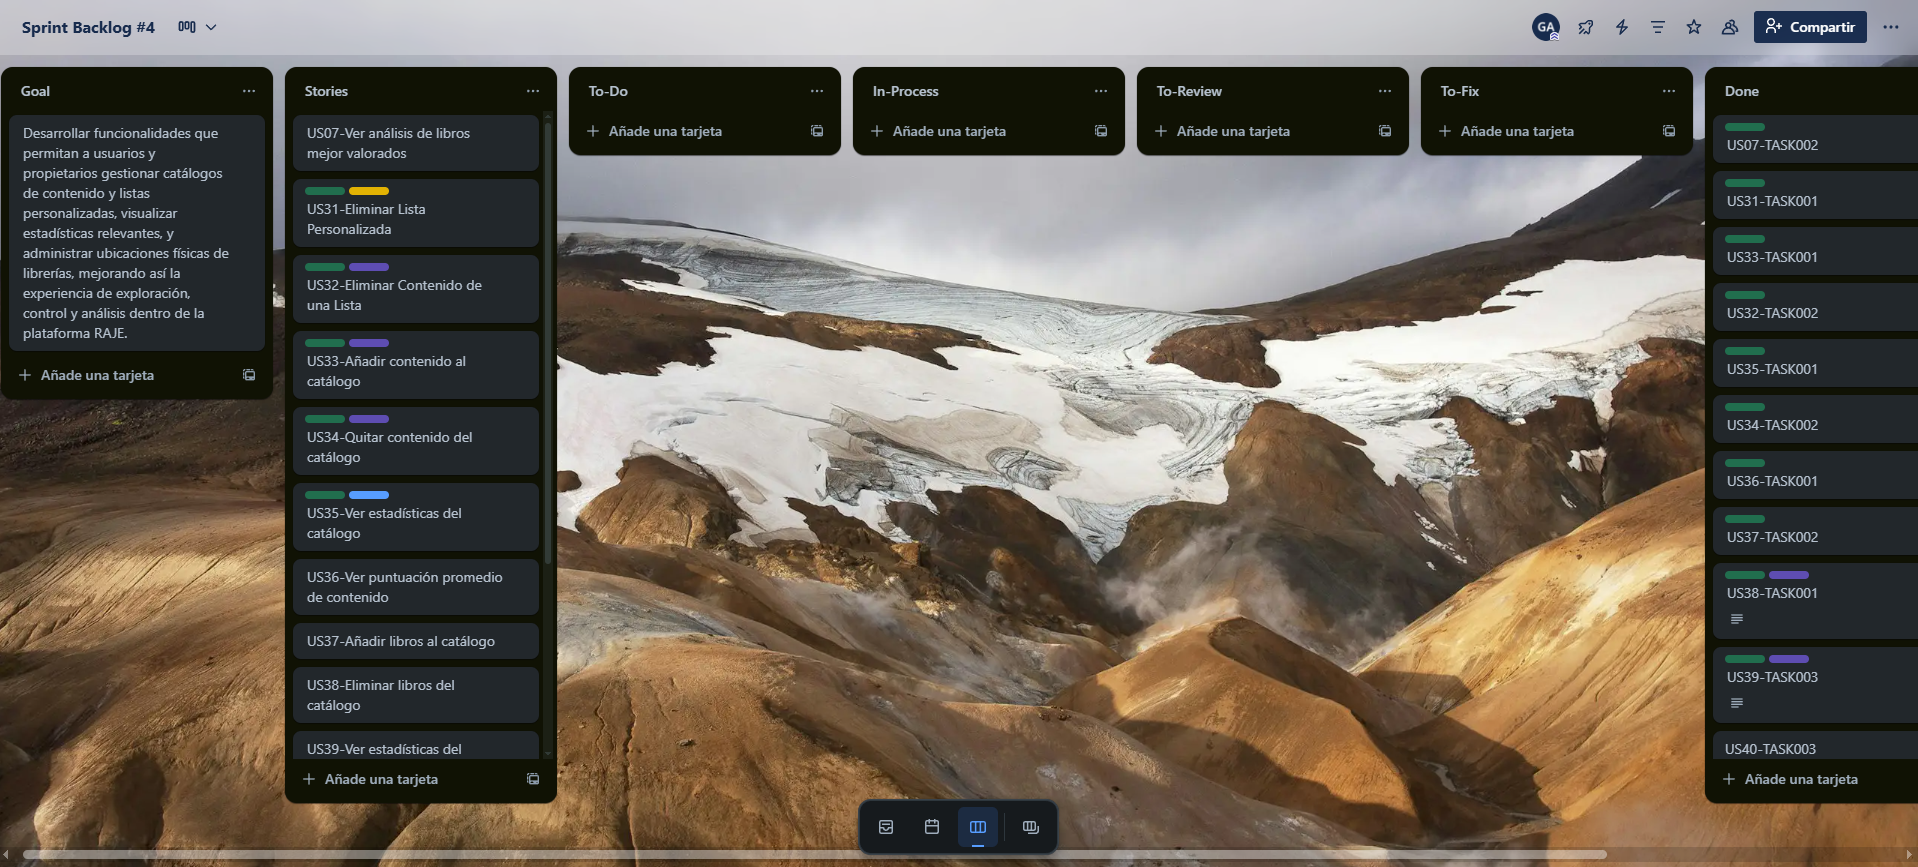 Sprint Backlog #4
GA
Compartir
Goal
Desarrollar funcionalidades que
permitan a usuarios y
propietarios gestionar catálogos
de contenido y listas
personalizadas, visualizar
estadísticas relevantes, y
administrar ubicaciones físicas de
librerías, mejorando así la
experiencia de exploración,
control y análisis dentro de la
plataforma RAJE.
Añade una tarjeta
Stories
US07-Ver análisis de libros
mejor valorados
US31-Eliminar Lista
Personalizada
US32-Eliminar Contenido de
una Lista
US33-Añadir contenido al
catálogo
US34-Quitar contenido del
catálogo
US35-Ver estadísticas del
catálogo
US36-Ver puntuación promedio
de contenido
US37-Añadir libros al catálogo
US38-Eliminar libros del
catálogo
US39-Ver estadísticas del
Añade una tarjeta
To-Do
Añade una tarjeta
In-Process
Añade una tarjeta
To-Review
Añade una tarjeta
To-Fix
Añade una tarjeta
Done
US07-TASK002
US31-TASK001
US33-TASK001
US32-TASK002
US35-TASK001
US34-TASK002
US36-TASK001
US37-TASK002
US38-TASK001
US39-TASK003
US40-TASK003
Añade una tarjeta